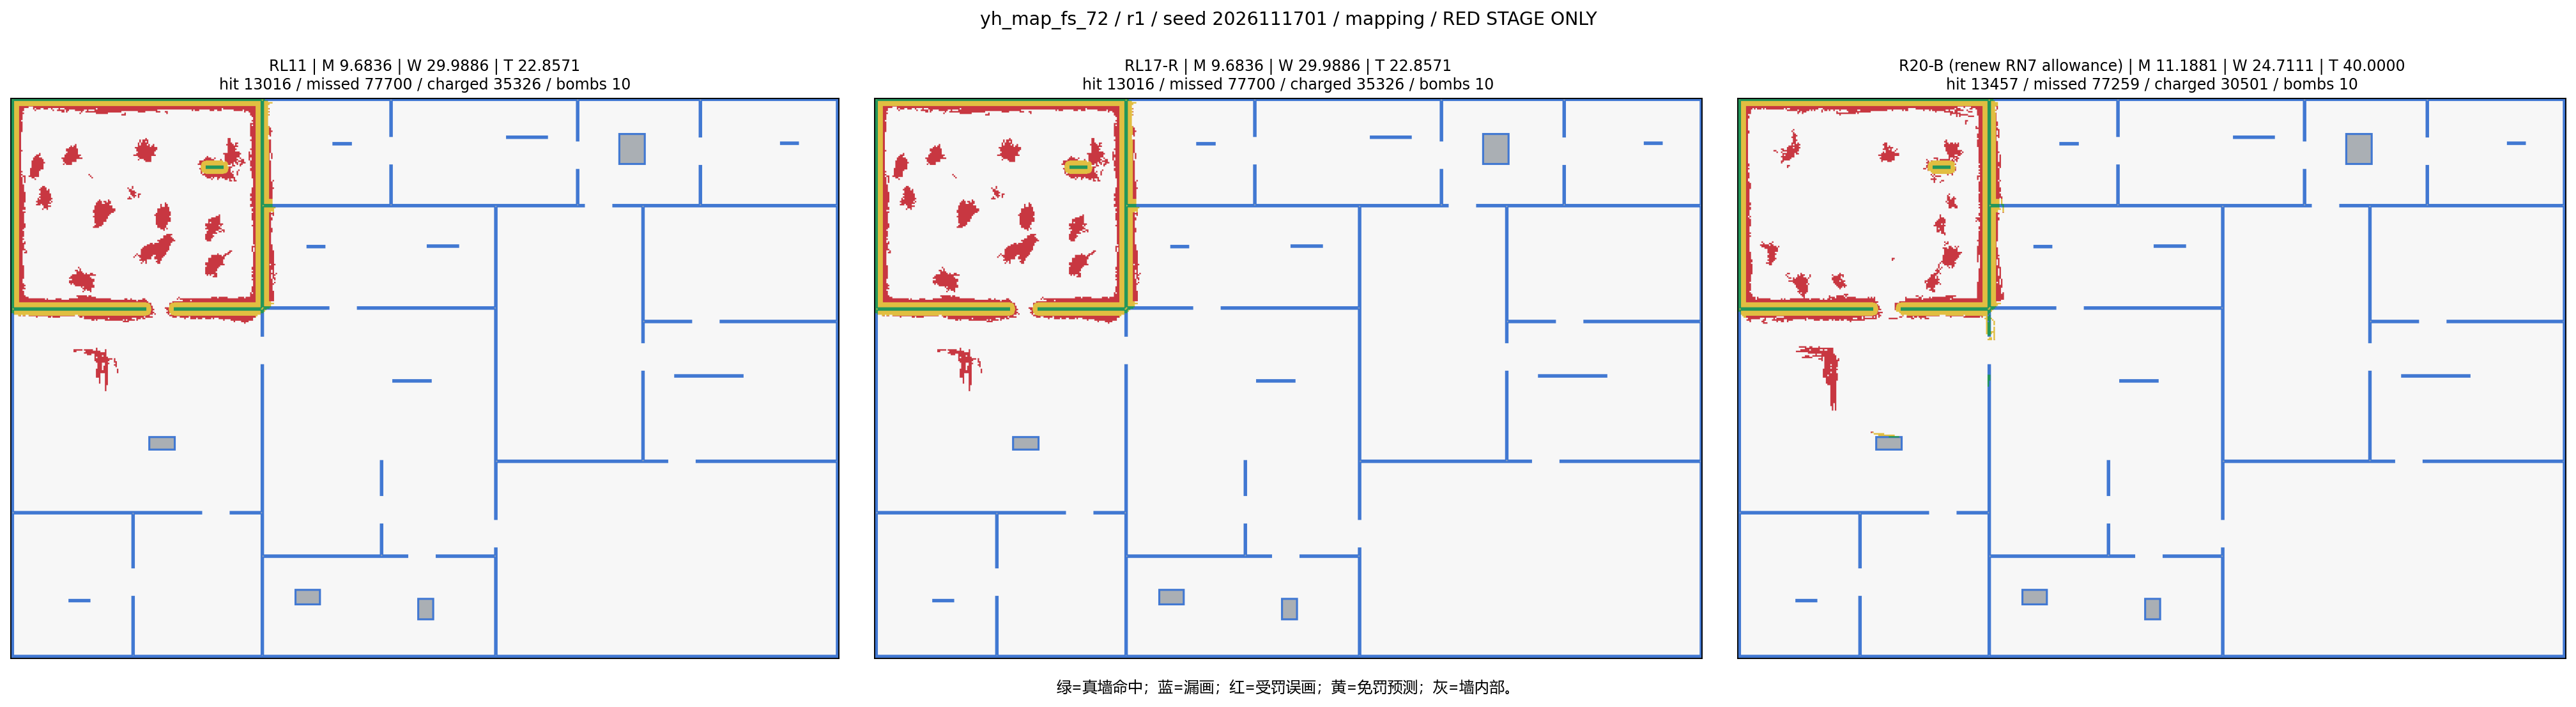 yh_map_fs_72 / r1 / seed 2026111701 / mapping / RED STAGE ONLY
RL11 | M 9.6836 | W 29.9886 | T 22.8571
hit 13016 / missed 77700 / charged 35326 / bombs 10
RL17-R | M 9.6836 | W 29.9886 | T 22.8571
hit 13016 / missed 77700 / charged 35326 / bombs 10
R20-B (renew RN7 allowance) | M 11.1881 | W 24.7111 | T 40.0000
hit 13457 / missed 77259 / charged 30501 / bombs 10
绿=真墙命中；蓝=漏画；红=受罚误画；黄=免罚预测；灰=墙内部。